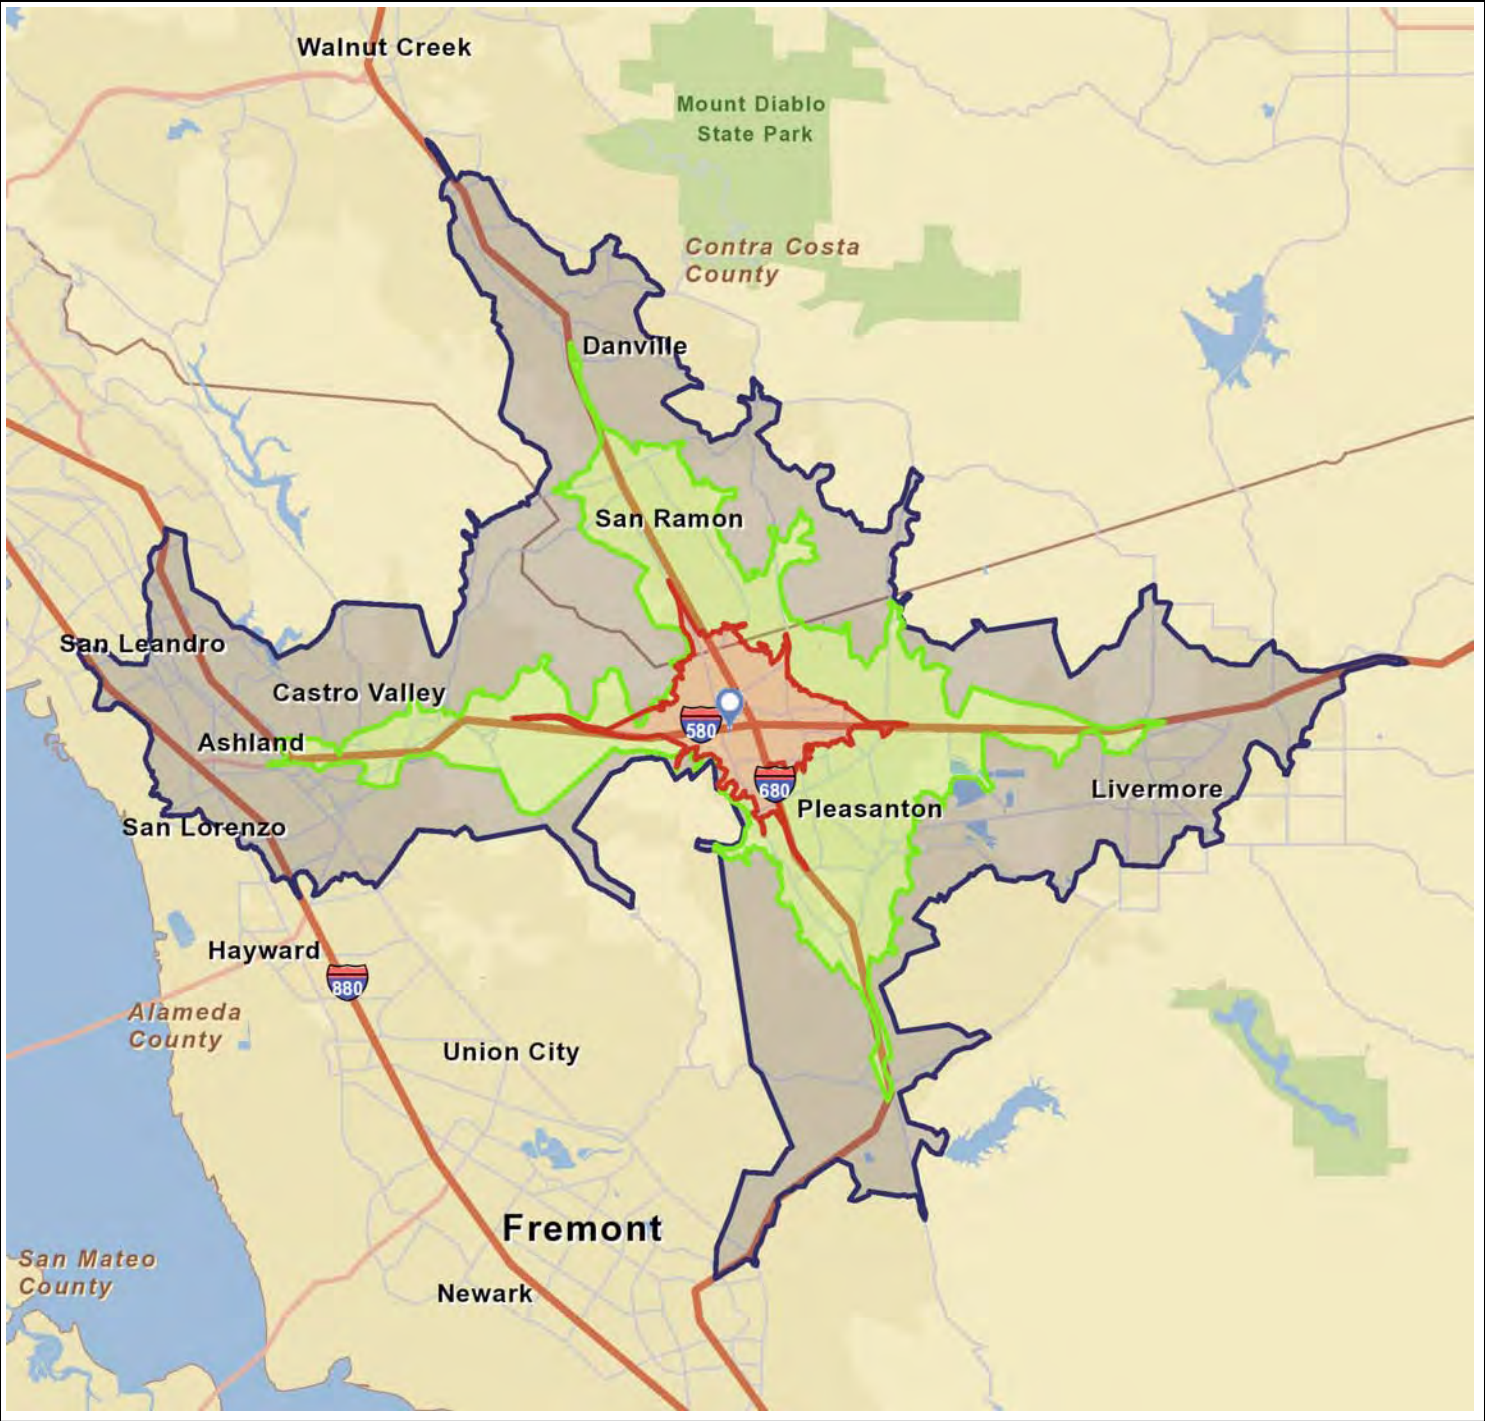 Walnut Creek
Mount Diablo
State Park
Contra Costa
County
Danville
San Ramon
San Leandro
Castro Valley
580
Ashland
680
Livermore
Pleasanton
San Lorenzo
Hayward
880
Alameda
County
Union City
Fremont
San Mateo
County
Newark